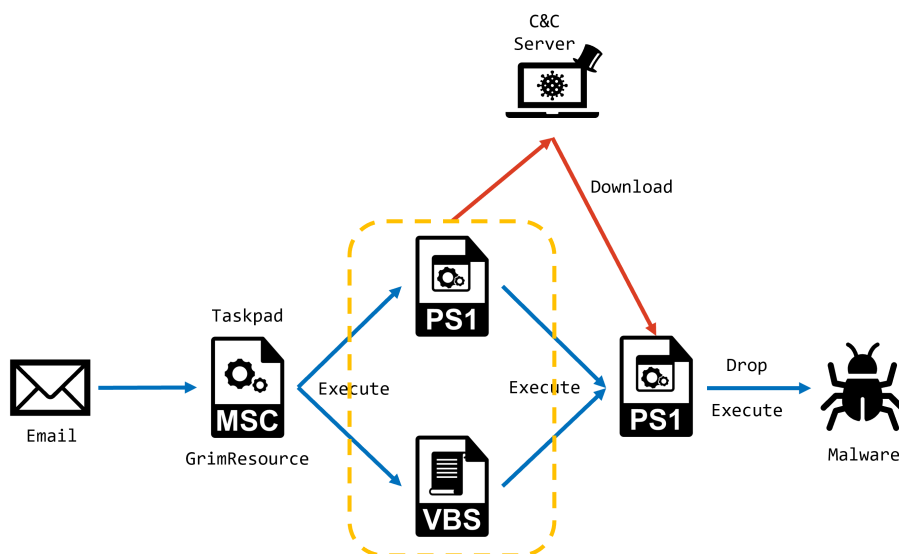 C&C
Server
Download
PS1
Taskpad
Execute
Execute
MSC
GrimResource
Email
VBS
PS1
Drop
Execute
Malware